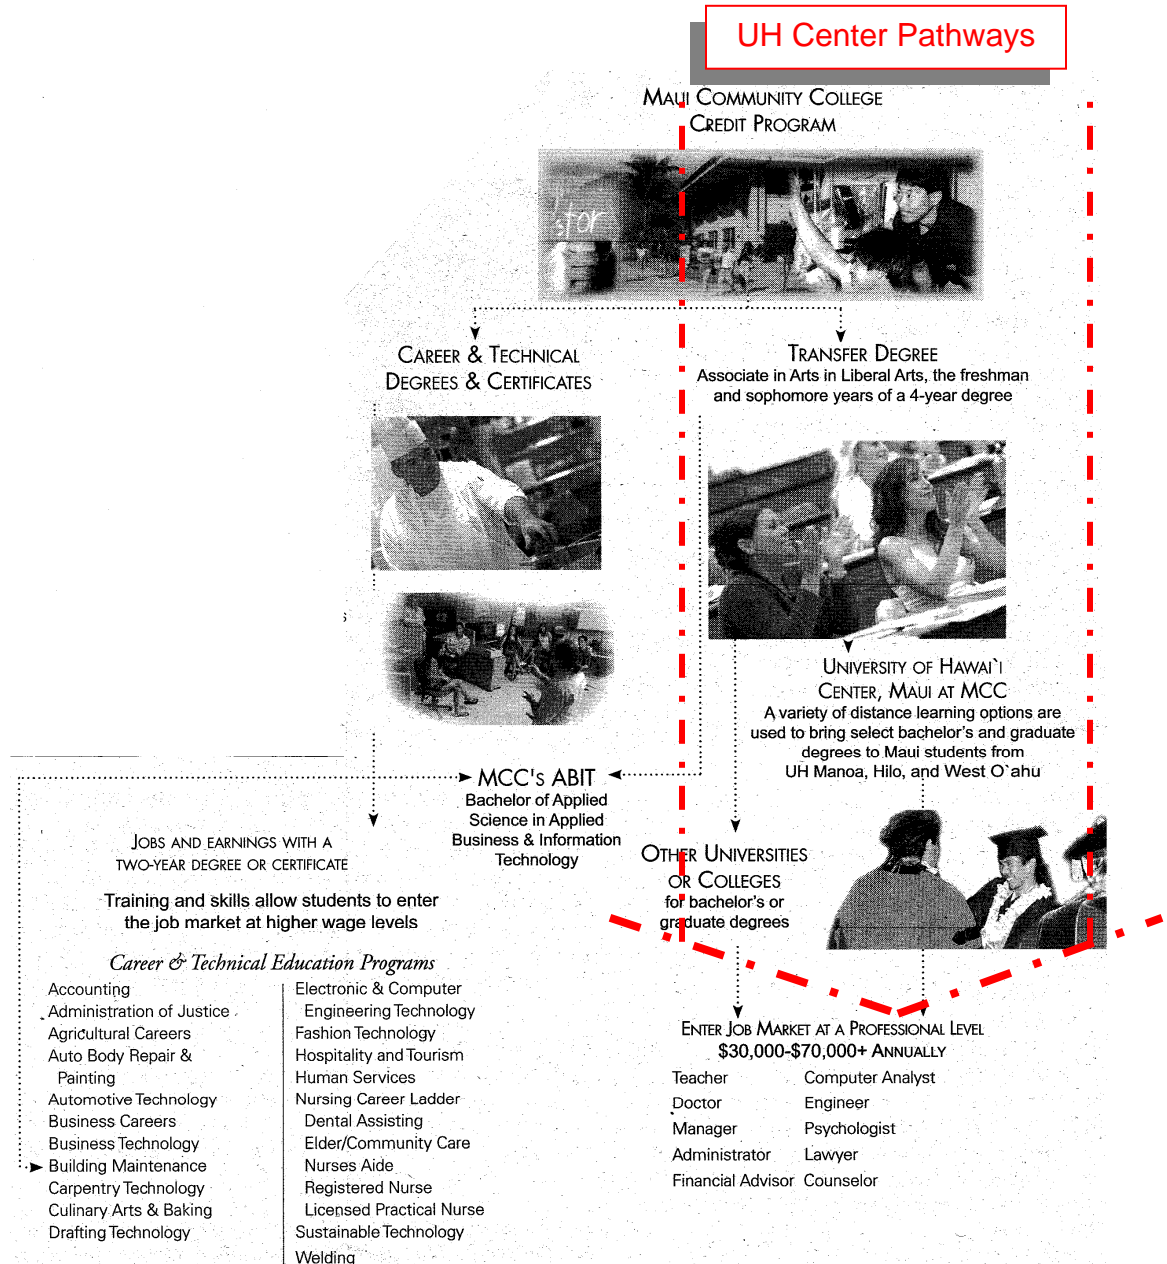 UH Center Pathways
MAUI COMMUNITY COLLEGE
CREDIT PROGRAM
stor
CAREER & TECHNICAL
DEGREES & CERTIFICATES
TRANSFER DEGREE
Associate in Arts in Liberal Arts, the freshman
and sophomore years of a 4-year degree
UNIVERSITY OF HAWAI`I
CENTER, MAUI AT MCC
A variety of distance learning options are
used to bring select bachelor's and graduate
degrees to Maui students from
UH Manoa, Hilo, and West O`ahu
MCC'S ABIT
Bachelor of Applied
Science in Applied
Business & Information
Technology
OTHER UNIVERSITIES
OR COLLEGES
for bachelor's or
graduate degrees
JOBS AND EARNINGS WITH A
TWO-YEAR DEGREE OR CERTIFICATE
Training and skills allow students to enter
the job market at higher wage levels
Career & Technical Education Programs
Accounting
Administration of Justice
Agricultural Careers
Auto Body Repair &
Painting
Automotive Technology
Business Careers
Business Technology
Building Maintenance
Carpentry Technology
Culinary Arts & Baking
Drafting Technology
Electronic & Computer
Engineering Technology
Fashion Technology
Hospitality and Tourism
Human Services
Nursing Career Ladder
Dental Assisting
Elder/Community Care
Nurses Aide
Registered Nurse
Licensed Practical Nurse
Sustainable Technology
Welding
ENTER JOB MARKET AT A PROFESSIONAL LEVEL
$30,000-$70,000+ ANNUALLY
Teacher
Doctor
Manager
Administrator
Financial Advisor
Computer Analyst
Engineer
Psychologist
Lawyer
Counselor